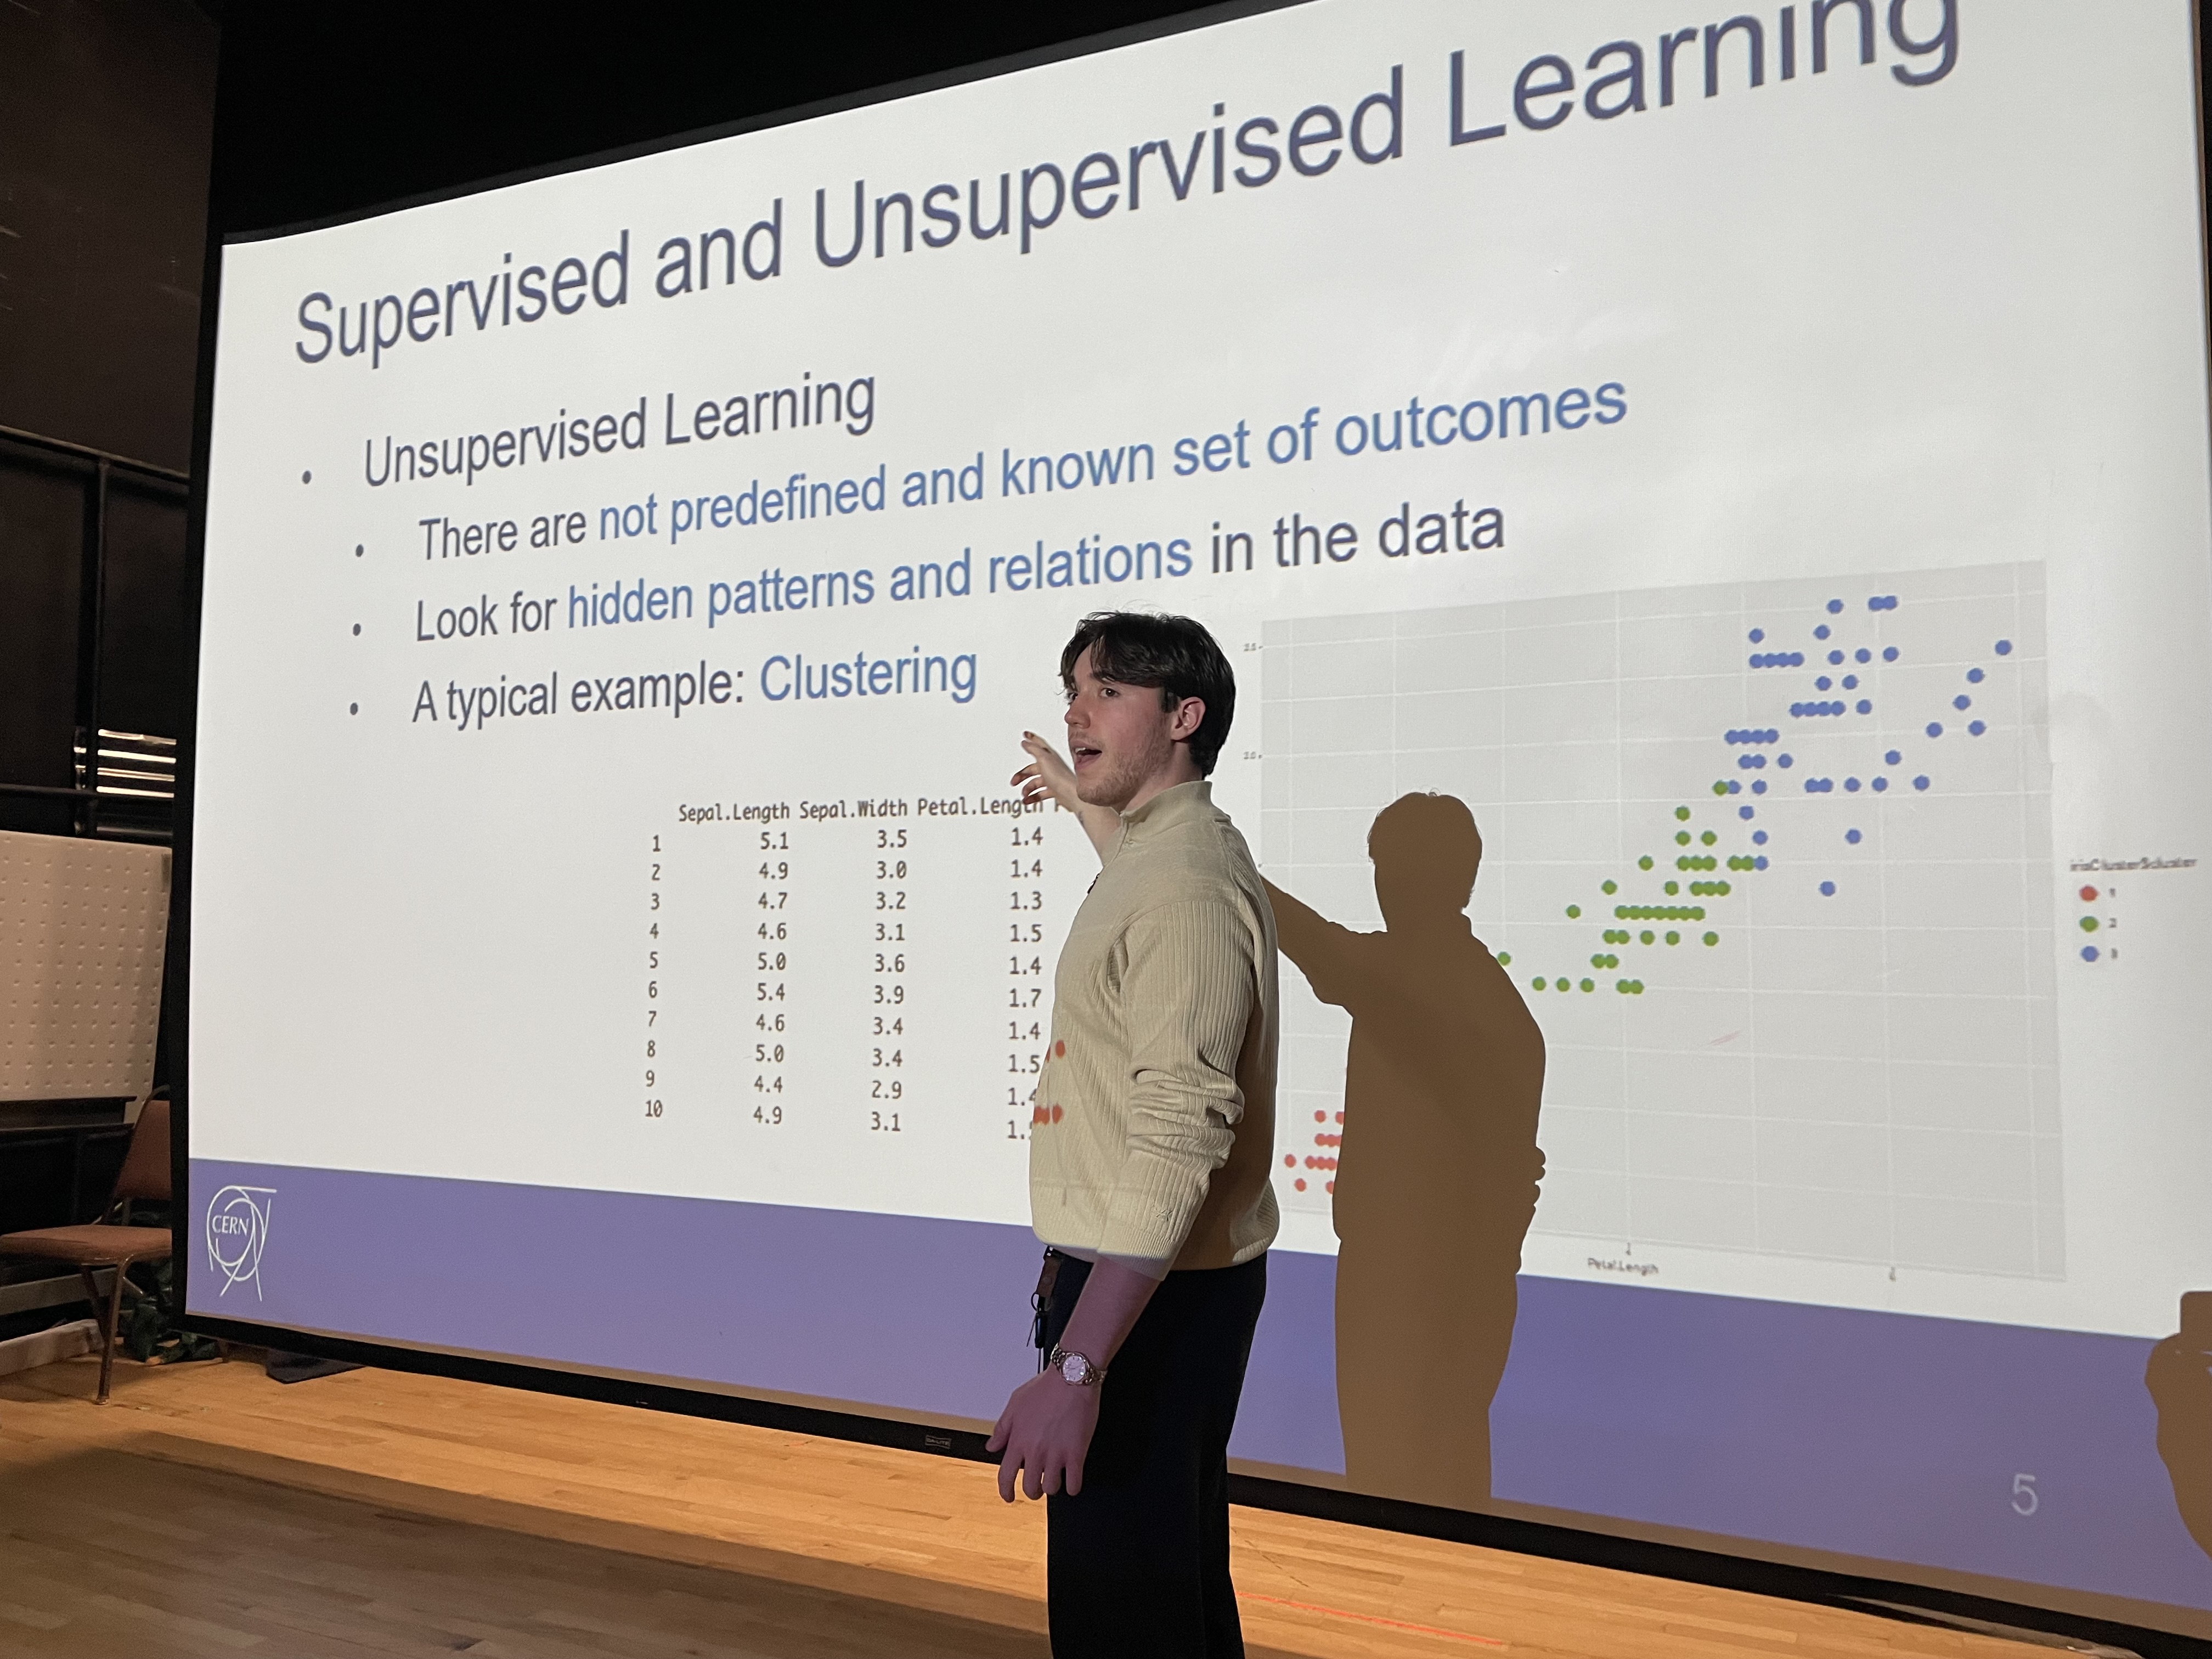 Supervised and Unsupervised Learning
• Unsupervised Learning
• There are not predefined and known set of outcomes
• Look for hidden patterns and relations in the data
• A typical example: Clustering
Sepal.Length Sepal.Width Petal.Length
1 5.1 3.5 1.4
2 4.9 3.0 1.4
3 4.7 3.2 1.3
4 4.6 3.1 1.5
5 5.0 3.6 1.4
6 5.4 3.9 1.7
7 4.6 3.4 1.4
8 5.0 3.4 1.5
9 4.4 2.9 1.4
10 4.9 3.1 1.
2.5
2.0
irisCluster$cluster
1
2
3
Petal.Length
CERN
5